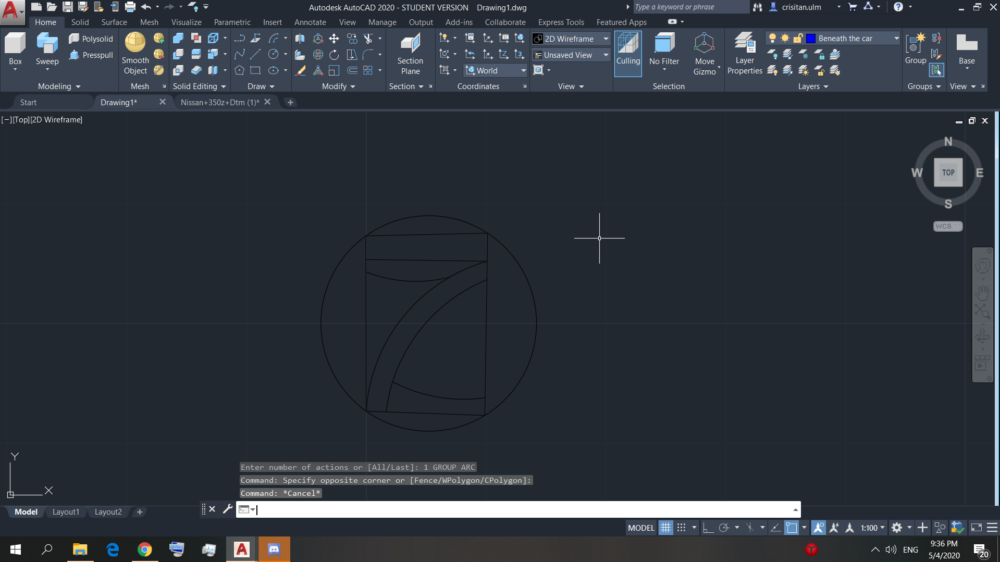 Autodesk AutoCAD 2020 - STUDENT VERSION Drawing1.dwg
Type a keyword or phrase
crisitan.ulm
Home Solid Surface Mesh Visualize Parametric Insert Annotate View Manage Output Add-ins Collaborate Express Tools Featured Apps
Box
Sweep
Polysolid
Presspull
Smooth
Object
Section
Plane
World
2D Wireframe
Unsaved View
Culling
No Filter
Move
Gizmo
Layer
Properties
Beneath the car
Group
Base
Modeling Mesh Solid Editing Draw Modify Section Coordinates View Selection Layers Groups View
Start Drawing1* Nissan+350z+Dtm (1)*
[−][Top][2D Wireframe]
N
W TOP E
S
WCS
Y
X
Enter number of actions or [All/Last]: 1 GROUP ARC
Command: Specify opposite corner or [Fence/WPolygon/CPolygon]:
Command: *Cancel*
Model Layout1 Layout2
MODEL 1:100
ENG
9:36 PM
5/4/2020
20